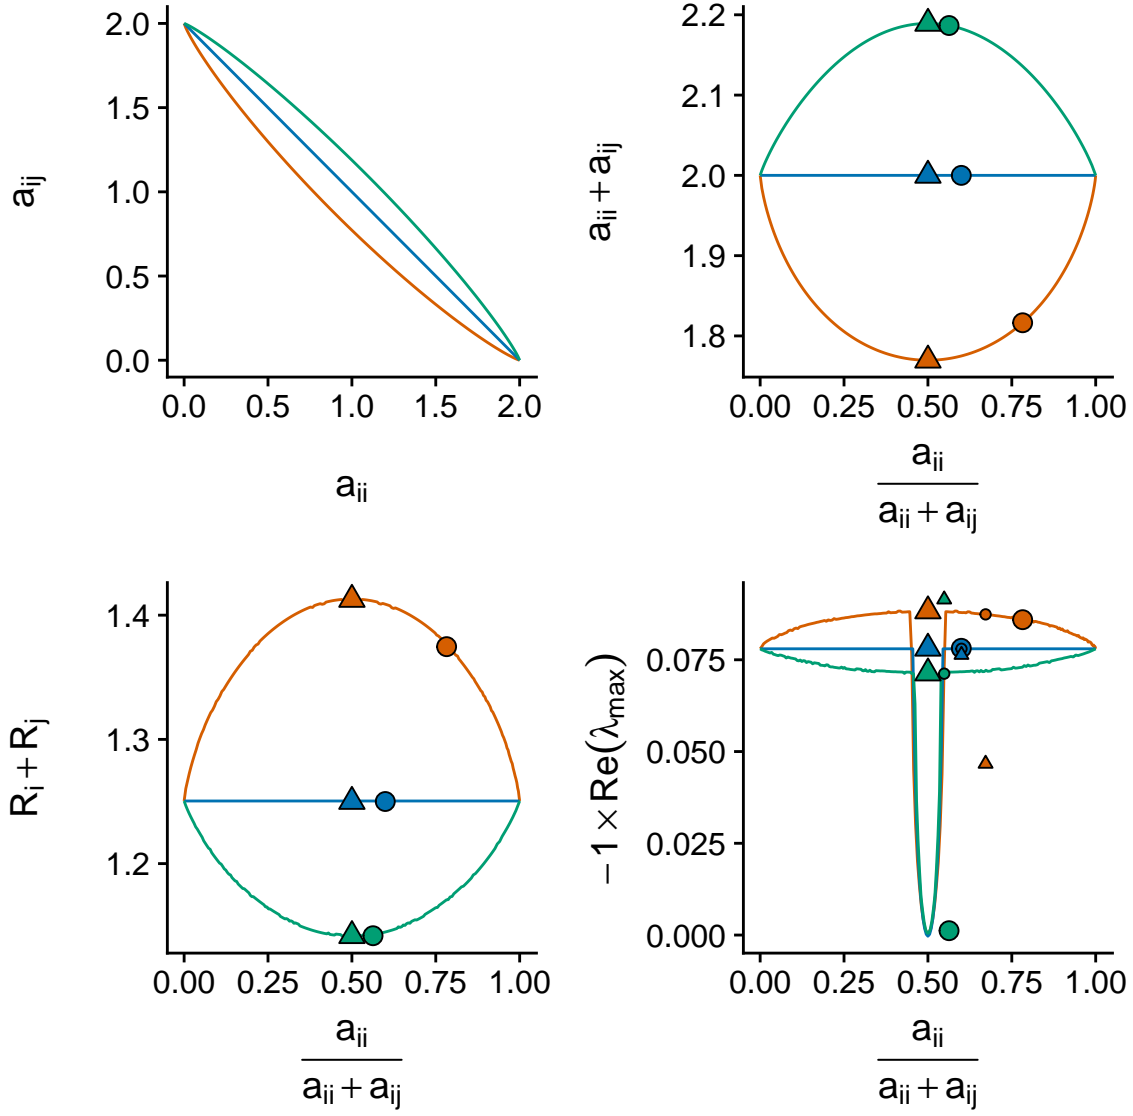 2.0
1.5
1.0
0.5
0.0
a_ij
0.0 0.5 1.0 1.5 2.0
a_ii
2.2
2.1
2.0
1.9
1.8
a_ii + a_ij
0.00 0.25 0.50 0.75 1.00
a_ii
a_ii + a_ij
1.4
1.3
1.2
R_i + R_j
0.00 0.25 0.50 0.75 1.00
a_ii
a_ii + a_ij
0.075
0.050
0.025
0.000
− 1 × Re(λ_max)
0.00 0.25 0.50 0.75 1.00
a_ii
a_ii + a_ij